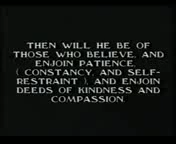 THEN WILL HE BE OF
THOSE WHO BELIEVE, AND
ENJOIN PATIENCE,
( CONSTANCY, AND SELF-
RESTRAINT ), AND ENJOIN
DEEDS OF KINDNESS AND
COMPASSION.